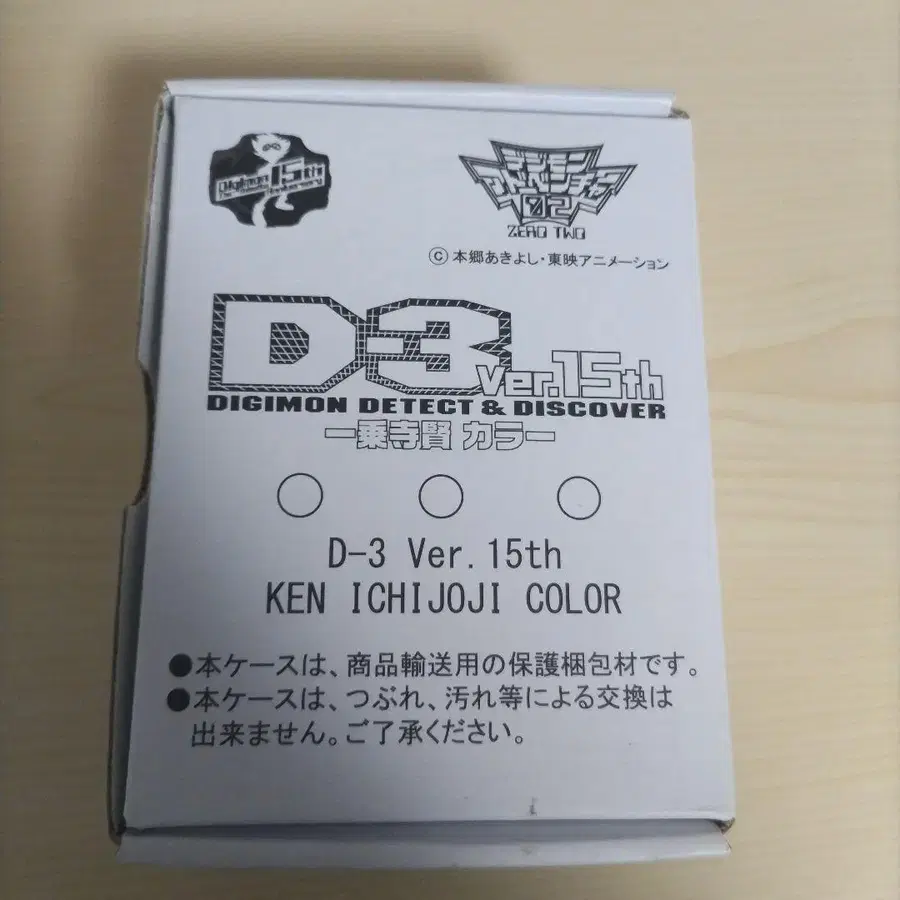 Digimon 15th
Anniversary
デジモン
アドベンチャー
02
ZERO TWO
©本郷あきよし・東映アニメーション
D-3 Ver.15th
DIGIMON DETECT & DISCOVER
一乗寺賢 カラー
D-3 Ver.15th
KEN ICHIJOJI COLOR
●本ケースは、商品輸送用の保護梱包材です。
●本ケースは、つぶれ、汚れ等による交換は
出来ません。ご了承ください。